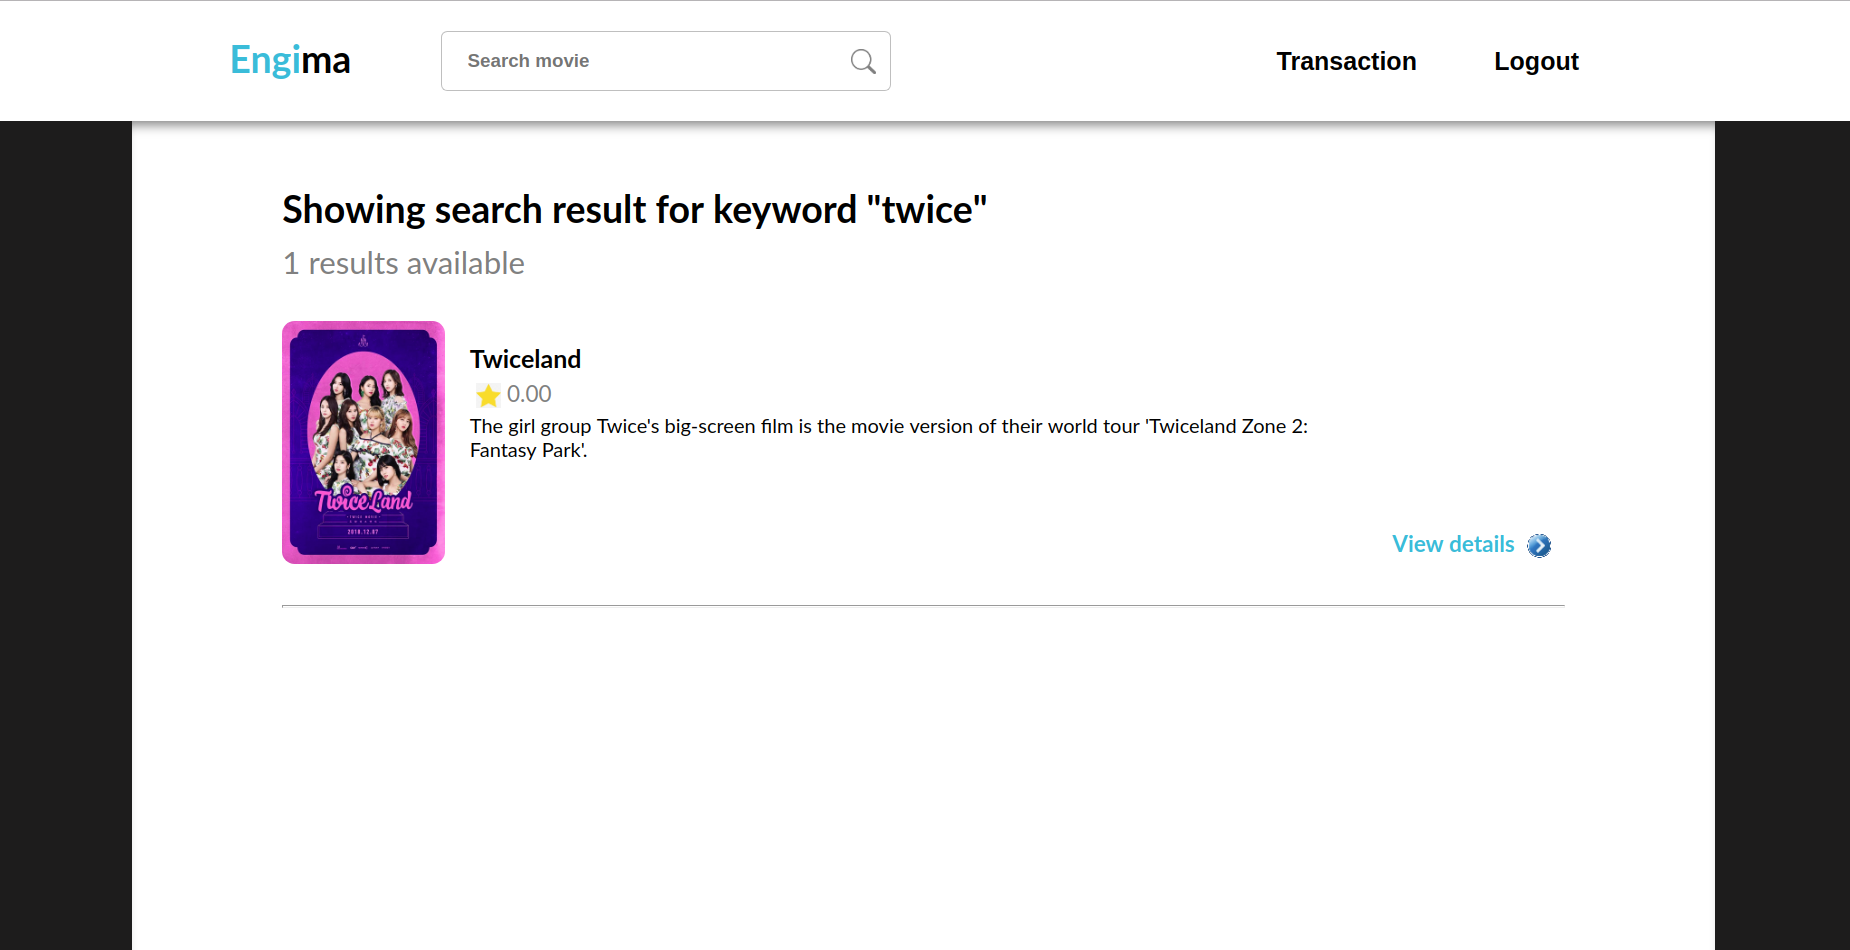 Engima
Search movie
Transaction
Logout
Showing search result for keyword "twice"
1 results available
Twiceland
0.00
The girl group Twice's big-screen film is the movie version of their world tour 'Twiceland Zone 2:
Fantasy Park'.
TwiceLand
2018.12.07
View details